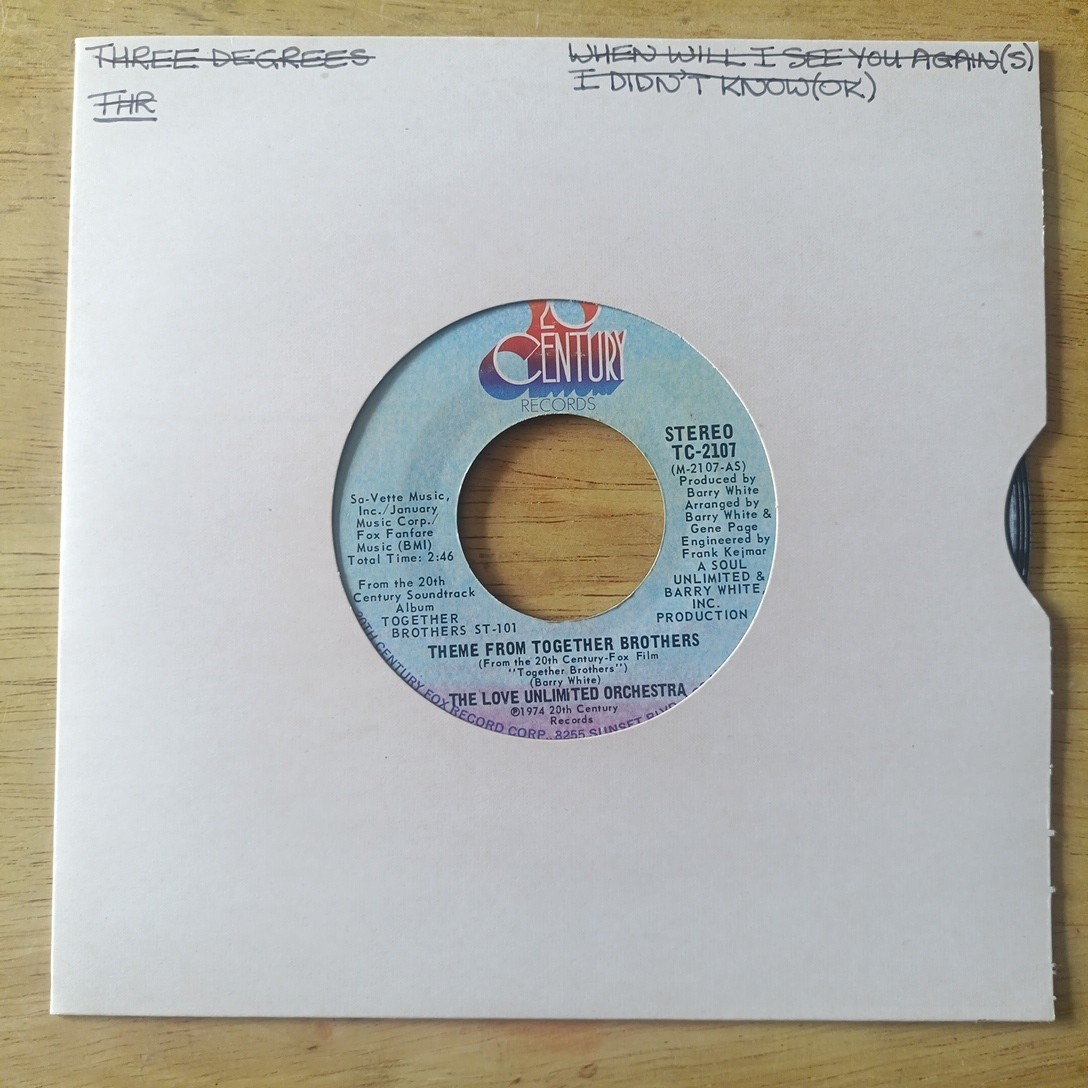 THREE DEGREES
THR
WHEN WILL I SEE YOU AGAIN(S)
I DIDN'T KNOW(OK)
20
CENTURY
RECORDS
STEREO
TC-2107
(M-2107-AS)
Produced by
Barry White
Arranged by
Barry White &
Gene Page
Engineered by
Frank Kejmar
A SOUL
UNLIMITED &
BARRY WHITE,
INC.
PRODUCTION
Sa-Vette Music,
Inc./January
Music Corp./
Fox Fanfare
Music (BMI)
Total Time: 2:46
From the 20th
Century Soundtrack
Album
TOGETHER
BROTHERS ST-101
THEME FROM TOGETHER BROTHERS
(From the 20th Century-Fox Film
"Together Brothers")
(Barry White)
THE LOVE UNLIMITED ORCHESTRA
℗1974 20th Century
Records
20TH CENTURY FOX RECORD CORP., 8255 SUNSET BLVD